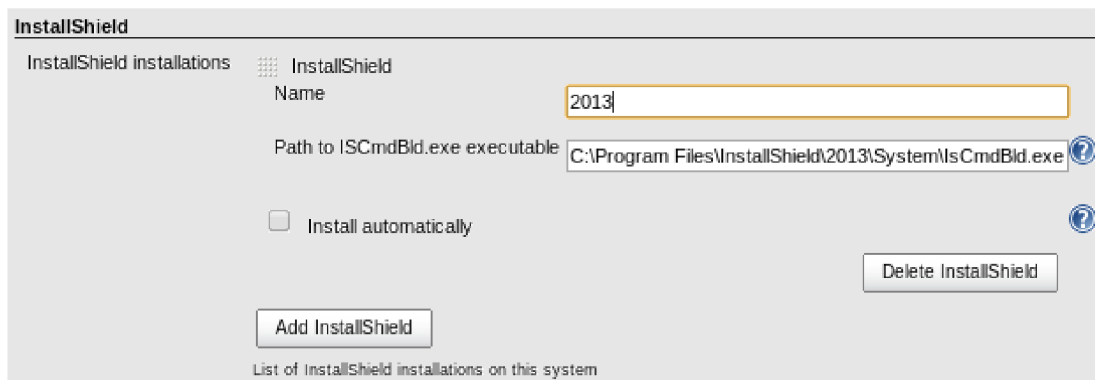 InstallShield
InstallShield installations
InstallShield
Name
2013
Path to ISCmdBld.exe executable
C:\Program Files\InstallShield\2013\System\IsCmdBld.exe
?
Install automatically
?
Delete InstallShield
Add InstallShield
List of InstallShield installations on this system